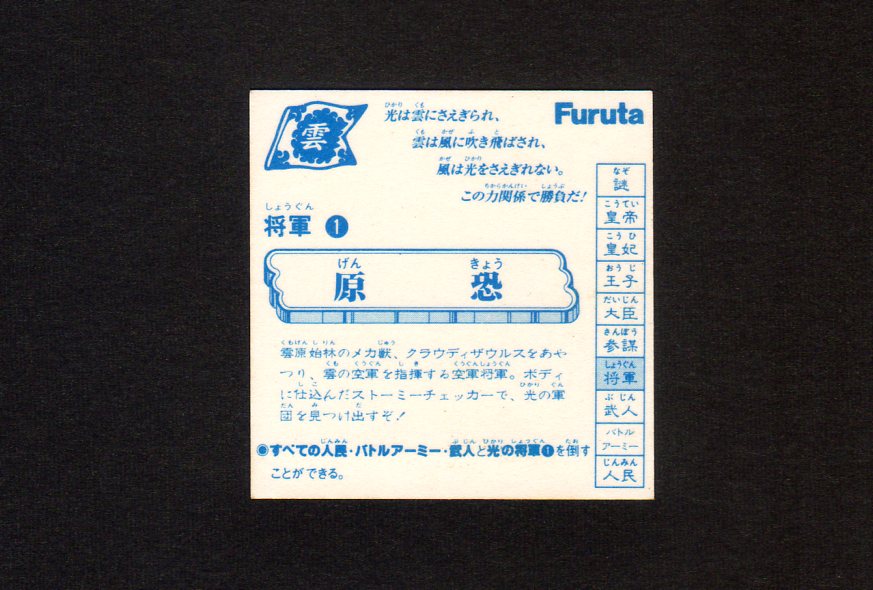 雲
光は雲にさえぎられ、
雲は風に吹き飛ばされ、
風は光をさえぎれない。
この力関係で勝負だ!
Furuta
将軍 ❶
原 恐
雲原始林のメカ獣、クラウディザウルスをあや
つり、雲の空軍を指揮する空軍将軍。ボディ
に仕込んだストーミーチェッカーで、光の軍
団を見つけ出すぞ!
◉すべての人民・バトルアーミー・武人と光の将軍❶を倒す
ことができる。
謎
皇帝
皇妃
王子
大臣
参謀
将軍
武人
バトル
アーミー
人民